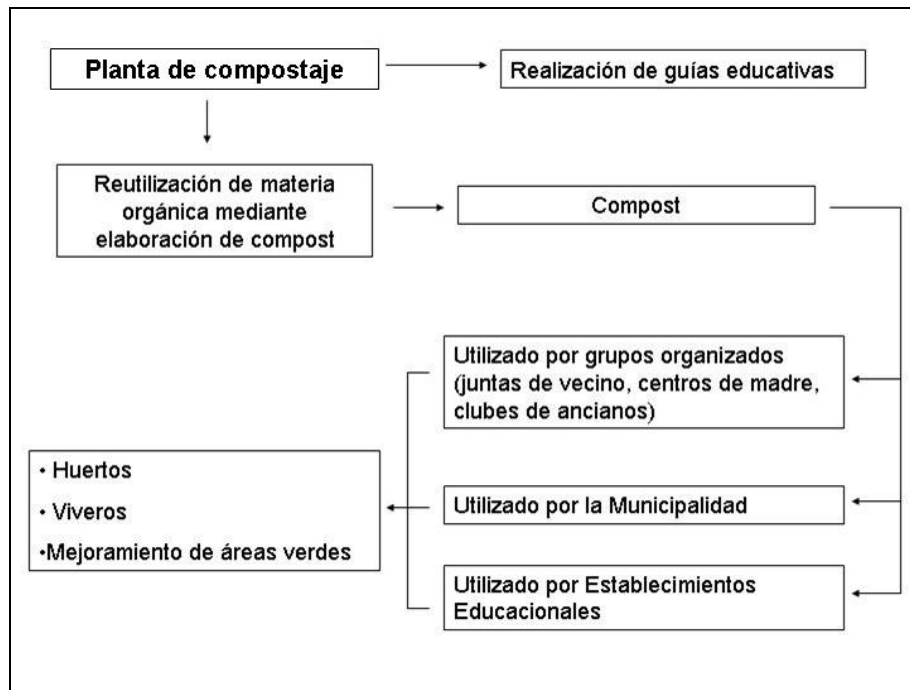 Planta de compostaje
Realización de guías educativas
Reutilización de materia
orgánica mediante
elaboración de compost
Compost
Utilizado por grupos organizados
(juntas de vecino, centros de madre,
clubes de ancianos)
• Huertos
• Viveros
•Mejoramiento de áreas verdes
Utilizado por la Municipalidad
Utilizado por Establecimientos
Educacionales